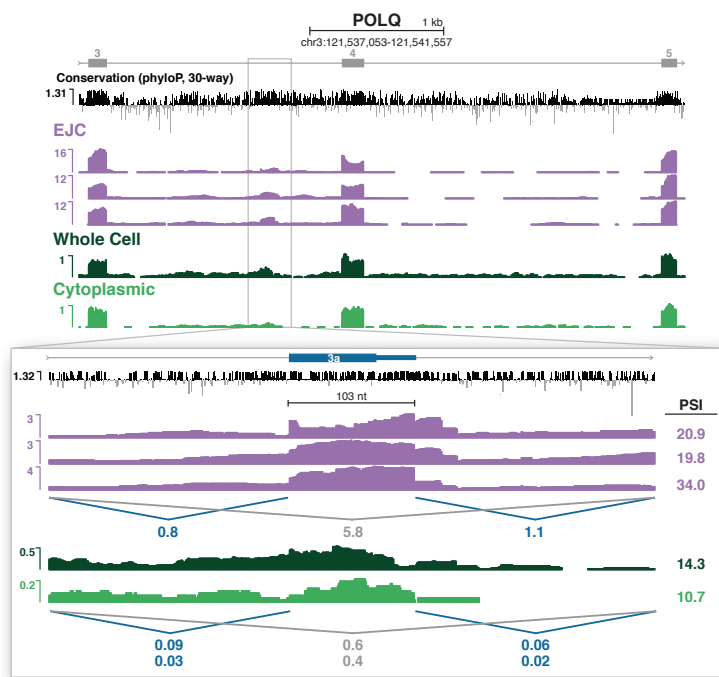 POLQ
1 kb
chr3:121,537,053-121,541,557
3 4 5
Conservation (phyloP, 30-way)
1.31
EJC
16
12
12
Whole Cell
1
Cytoplasmic
1
3a
1.32
103 nt
PSI
3 20.9
3 19.8
4 34.0
0.8 5.8 1.1
0.5 14.3
0.2 10.7
0.09 0.6 0.06
0.03 0.4 0.02